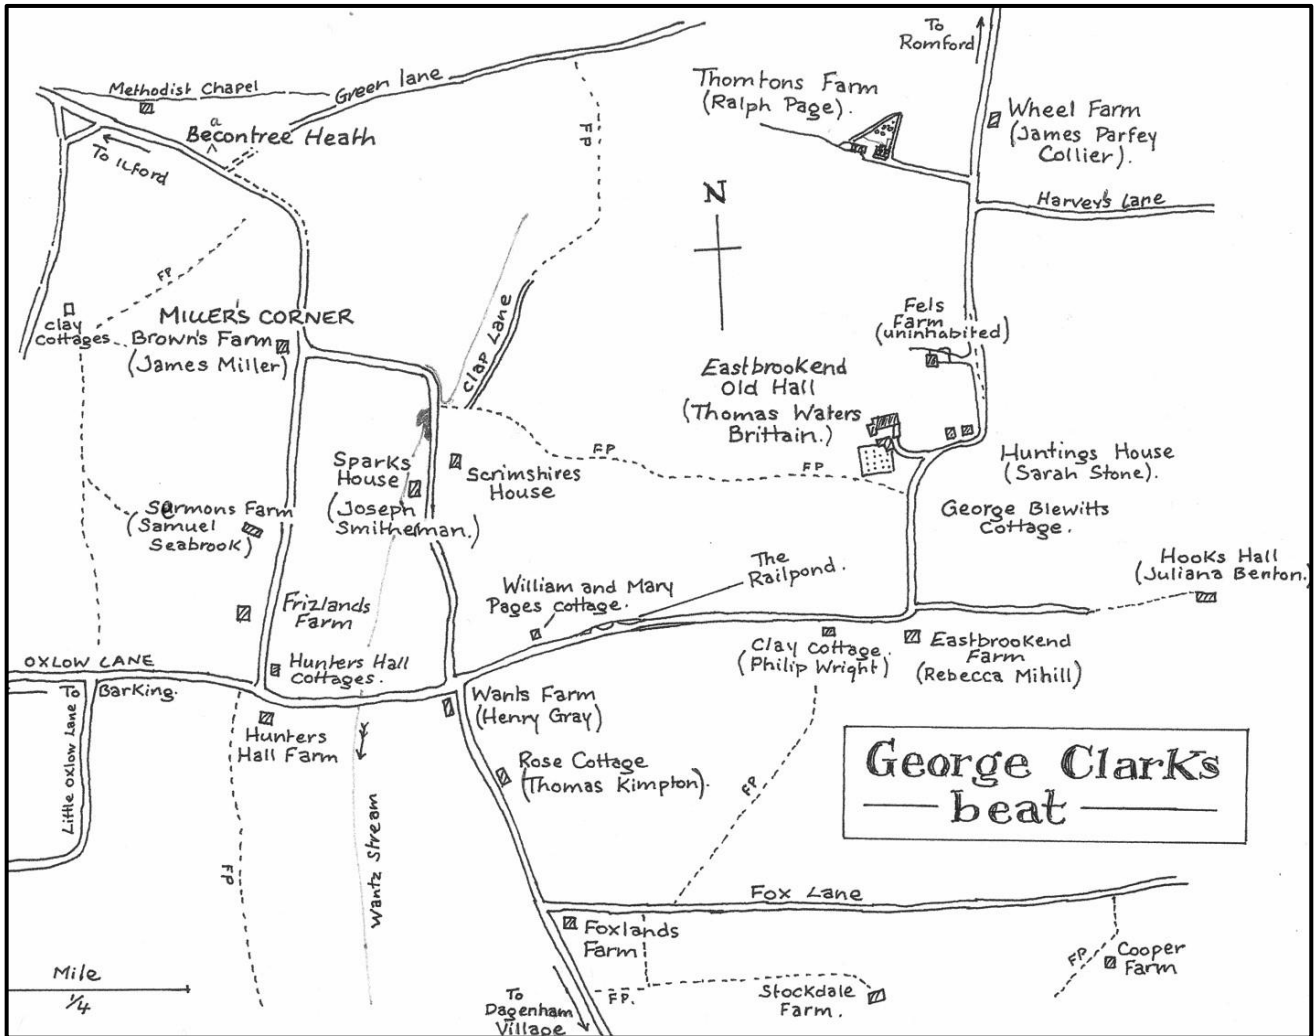 To
Romford
Methodist Chapel
Green lane
Thorntons Farm
(Ralph Page).
Wheel Farm
(James Parfey
Collier).
a
Becontree Heath
To Ilford
FP
N
Harvey's Lane
FP
Clay
cottages
MILLER'S CORNER
Brown's Farm
(James Miller)
Clap Lane
Fels
Farm
(uninhabited)
Eastbrookend
Old Hall
(Thomas Waters
Brittain.)
FP
FP
Sparks
House
(Joseph
Smitherman.)
Scrimshires
House
Huntings House
(Sarah Stone).
George Blewitts
Cottage.
Sermons Farm
(Samuel
Seabrook)
Hooks Hall
(Juliana Benton.)
The
Railpond.
William and Mary
Pages cottage.
Frizlands
Farm
Clay Cottage.
(Philip Wright)
Eastbrookend
Farm
(Rebecca Mihill)
OXLOW LANE
To Barking.
Hunters Hall
cottages.
Wants Farm
(Henry Gray)
Hunters
Hall Farm
Little Oxlow Lane
Rose Cottage
(Thomas Kimpton).
George Clarks
beat
FP
FP
Wantz Stream
Fox Lane
Foxlands
Farm
Cooper
Farm
FP
Mile
1/4
To
Dagenham
Village
FP.
Stockdale
Farm.